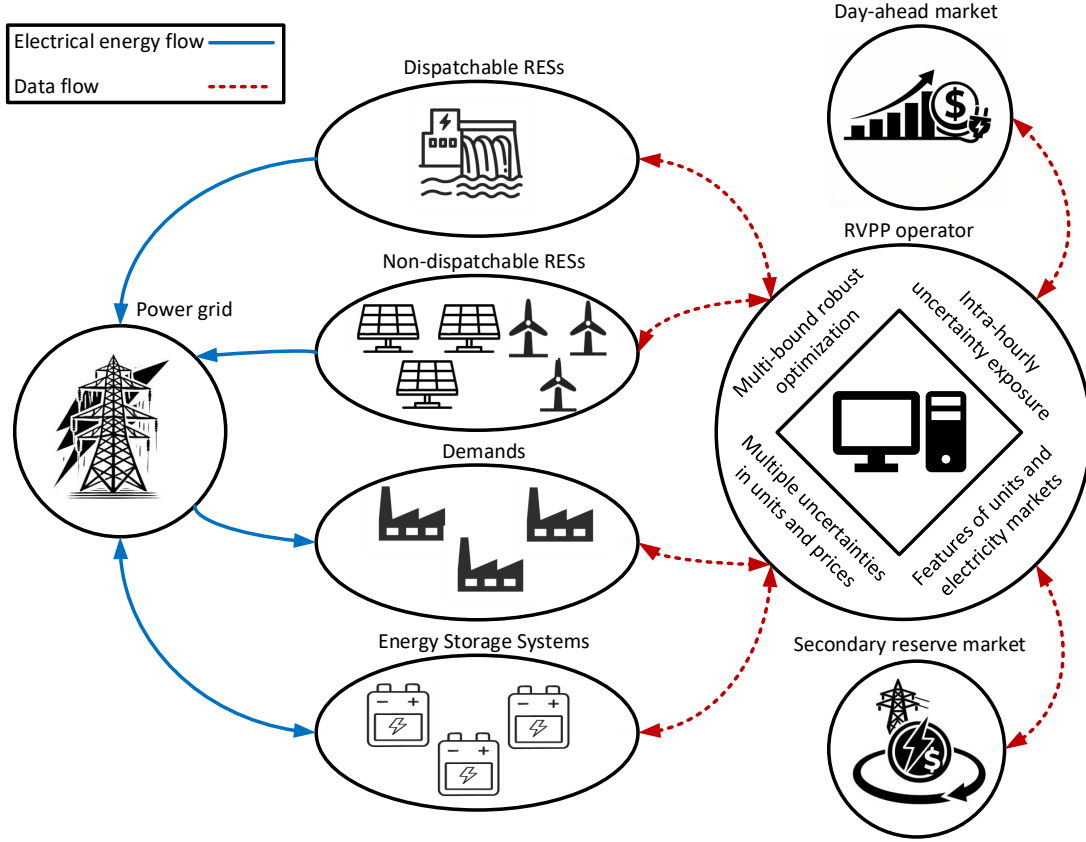 Electrical energy flow
Data flow
Day-ahead market
Dispatchable RESs
$
RVPP operator
Non-dispatchable RESs
Power grid
Multi-bound robust
optimization
Intra-hourly
uncertainty exposure
Demands
Multiple uncertainties
in units and prices
Features of units and
electricity markets
Energy Storage Systems
Secondary reserve market
− +
− +
− +
$